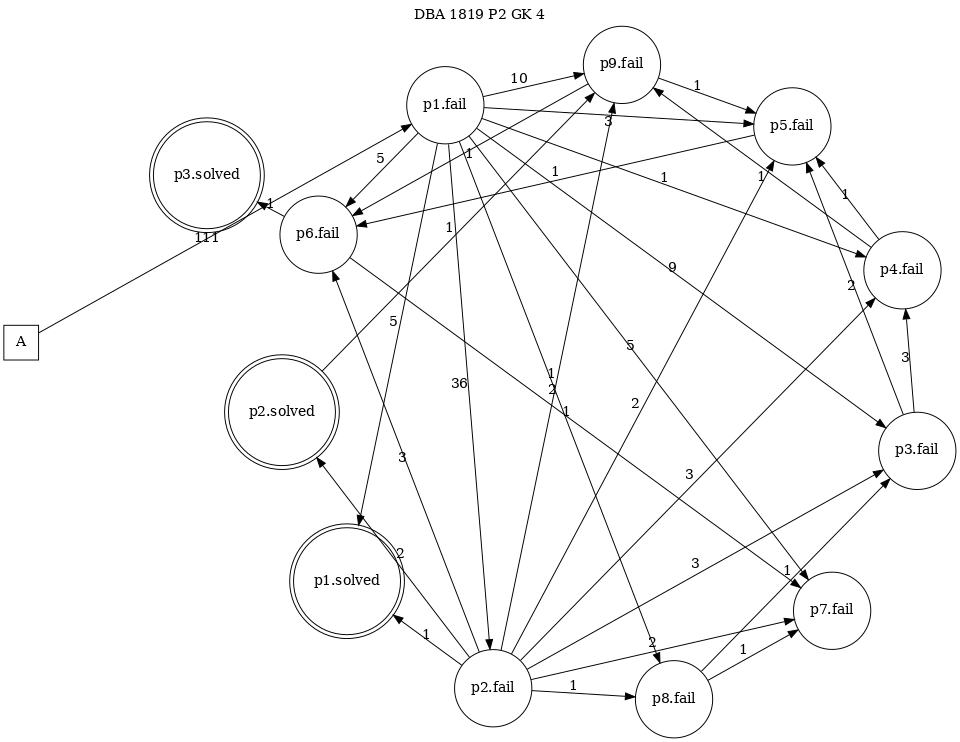 DBA 1819 P2 GK 4
p9.fail
10
1
p1.fail
3
p5.fail
5
1
p3.solved
1
1
1
1
1
p6.fail
111
1
p4.fail
9
2
5
A
5
3
1
36
2
1
2
p2.solved
p3.fail
3
3
2
3
1
p1.solved
p7.fail
1
2
1
1
p2.fail
p8.fail